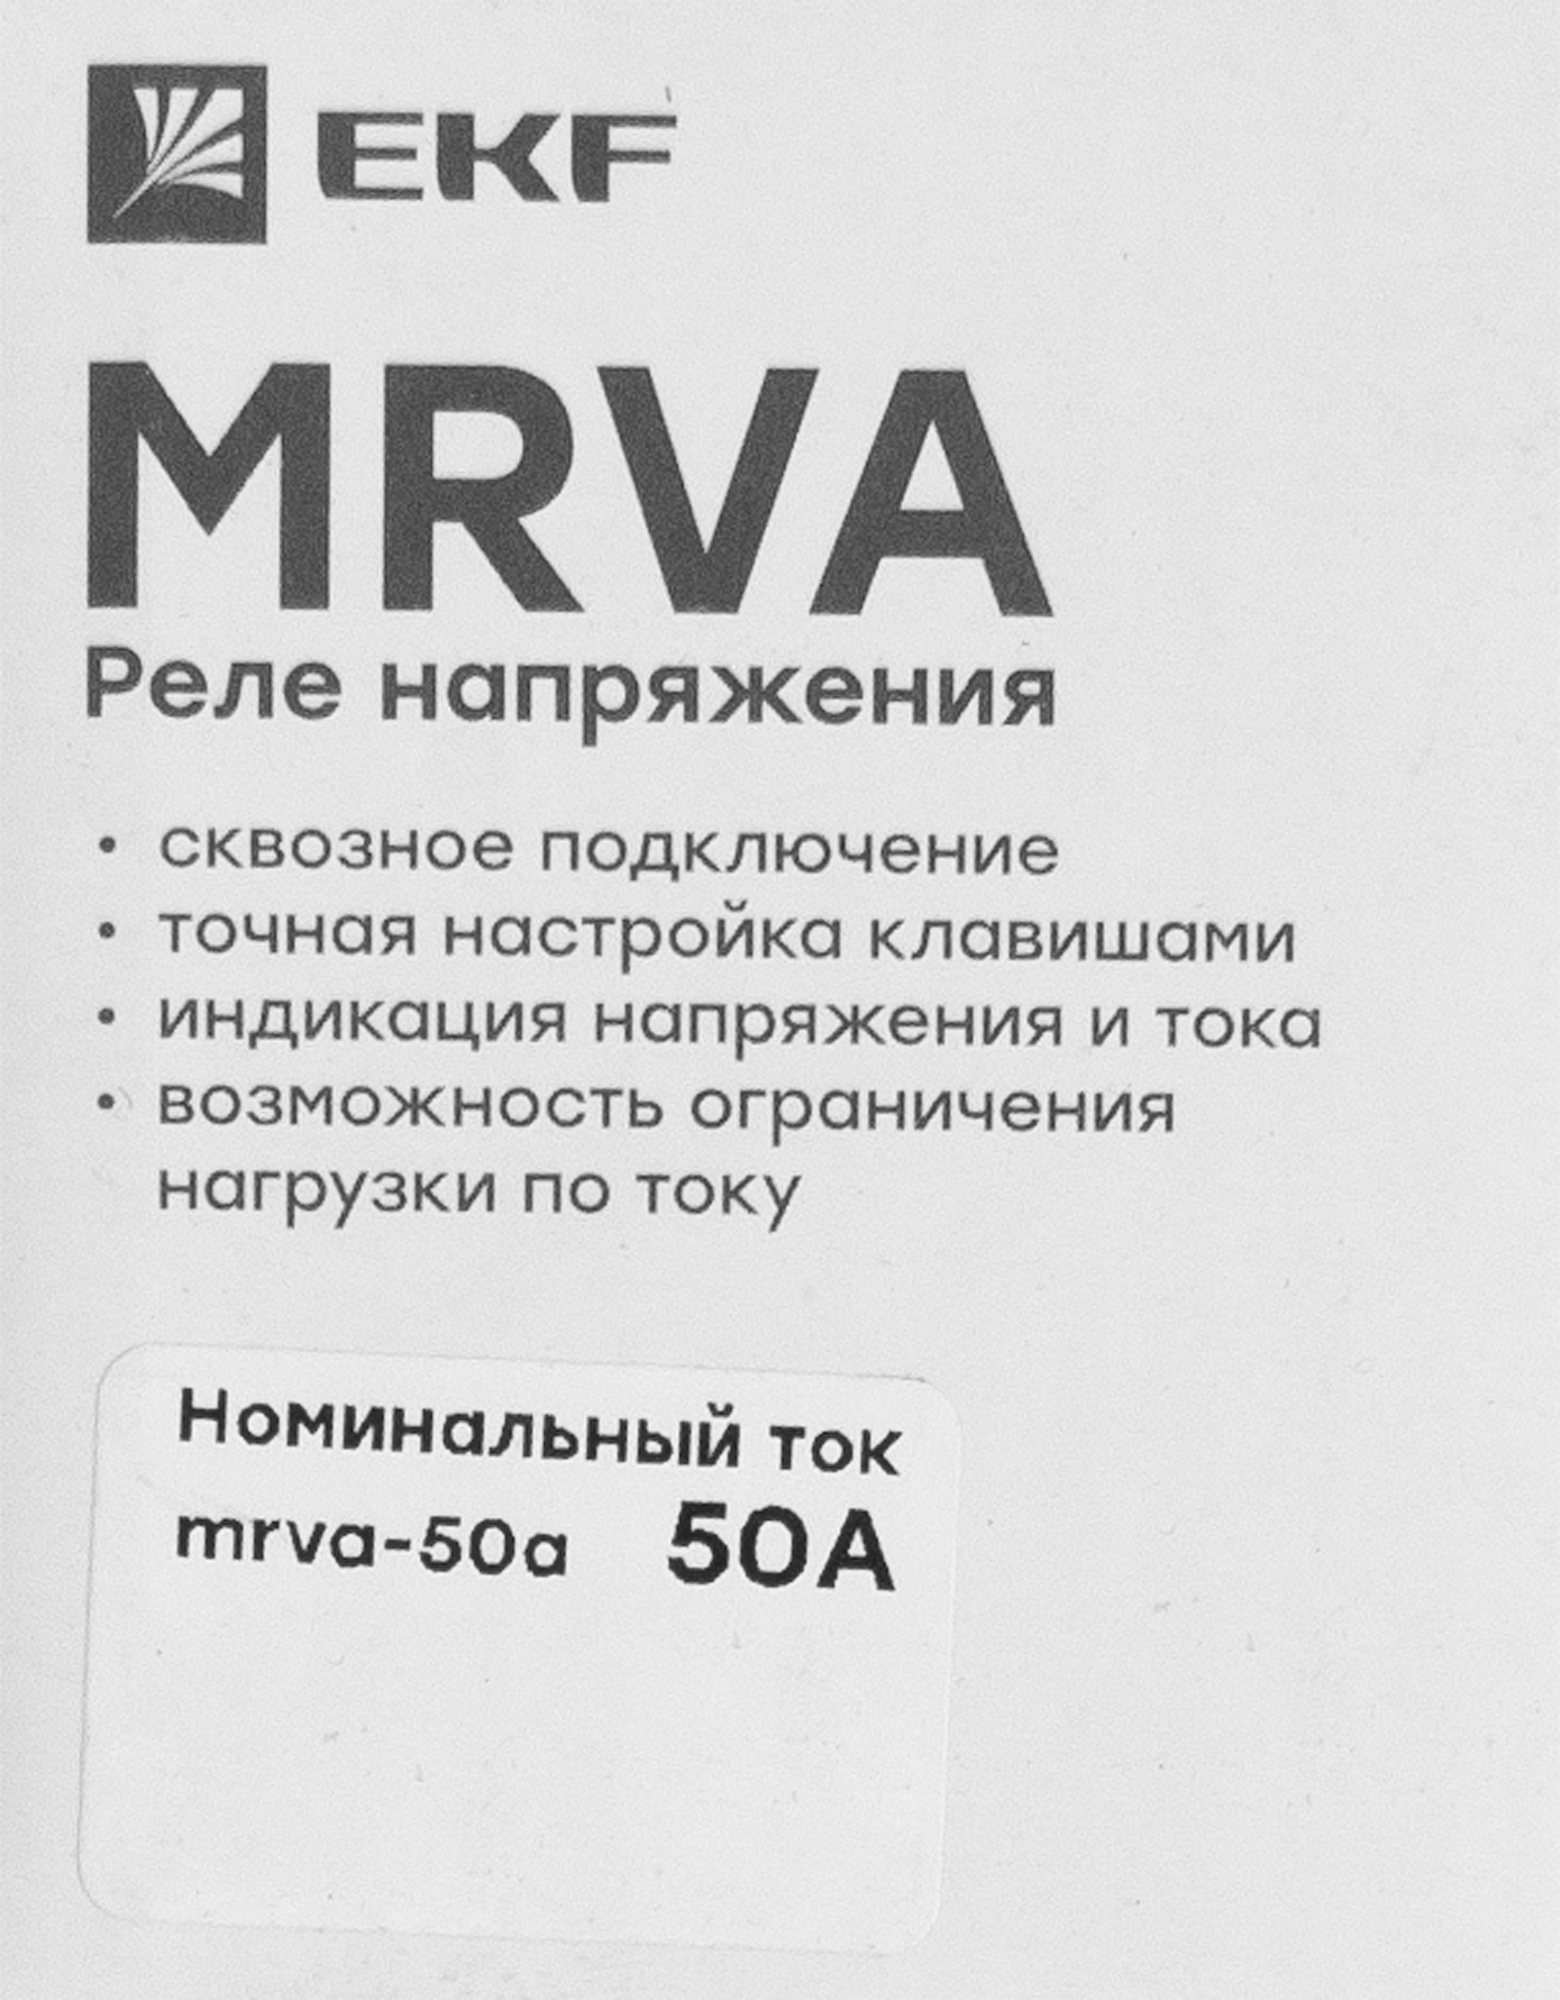 EKF
MRVA
Реле напряжения
• сквозное подключение
• точная настройка клавишами
• индикация напряжения и тока
• возможность ограничения
нагрузки по току
Номинальный ток
mrva-50a 50A